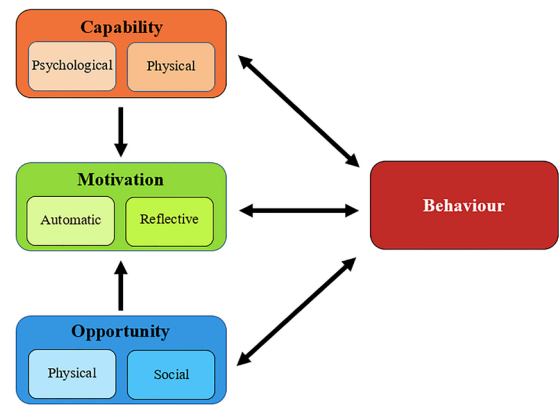 Capability
Psychological
Physical
Motivation
Automatic
Reflective
Behaviour
Opportunity
Physical
Social